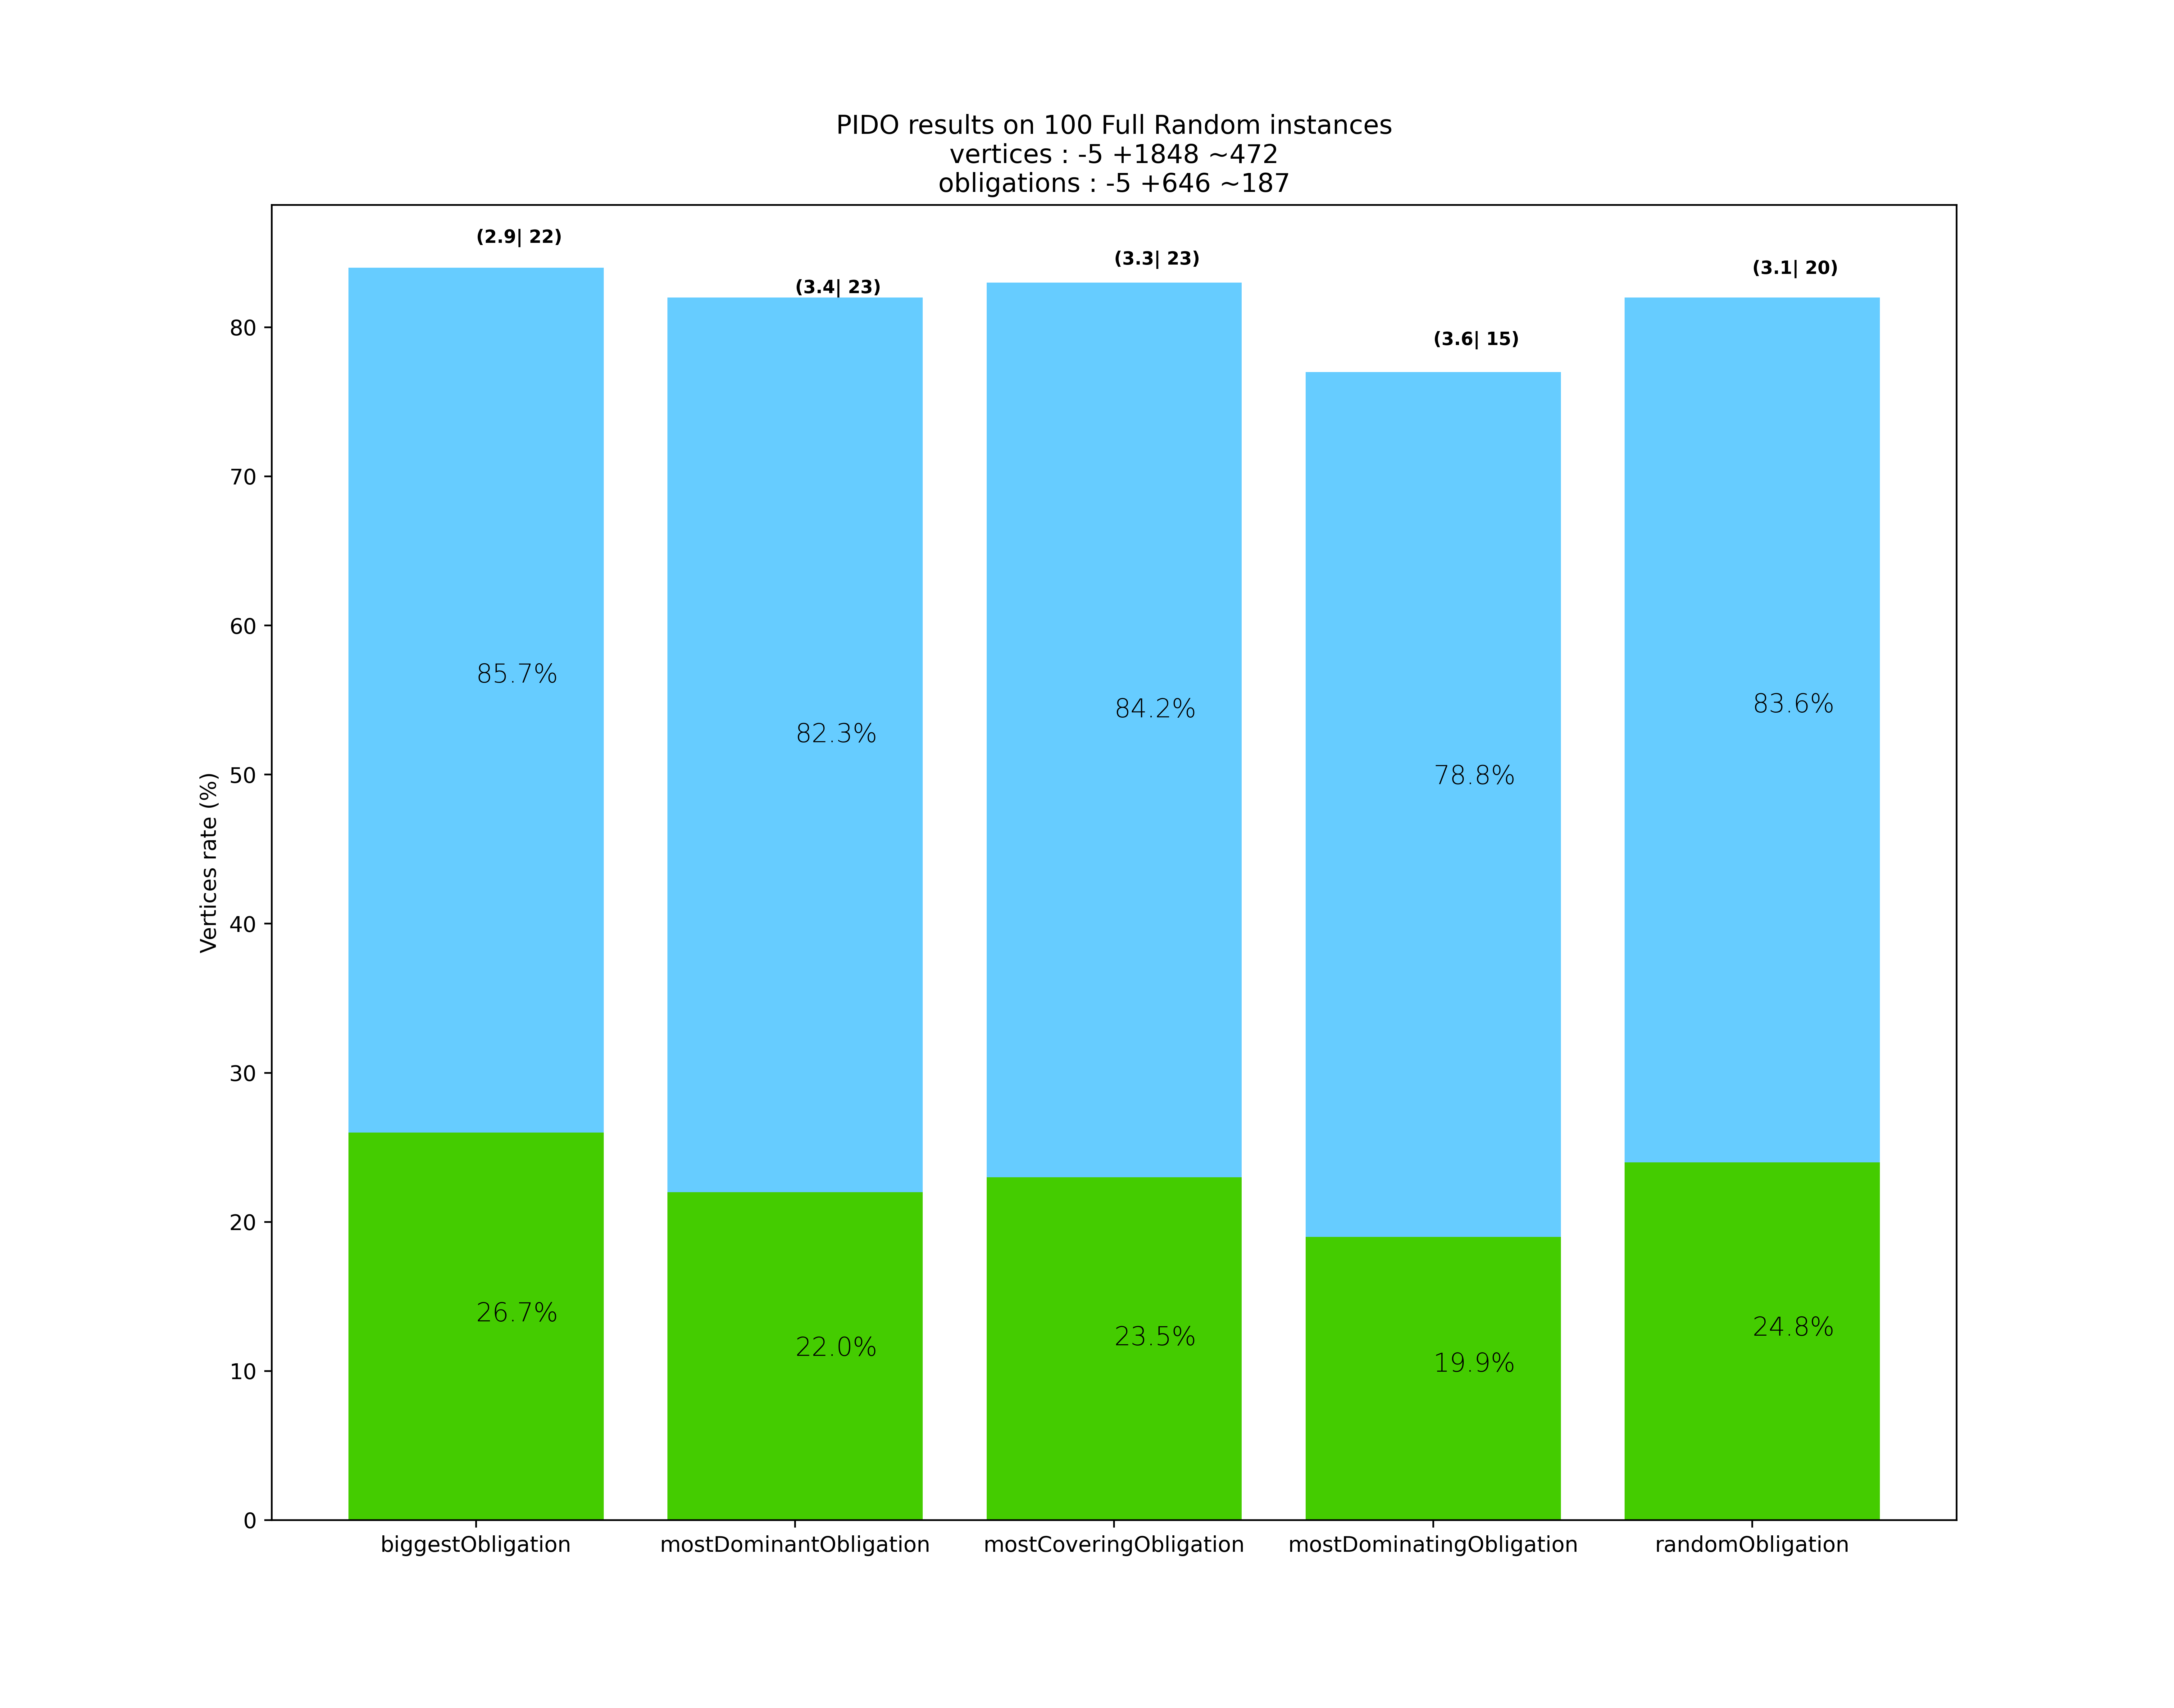 PIDO results on 100 Full Random instances
vertices : -5 +1848 ~472
obligations : -5 +646 ~187
(2.9| 22)
(3.4| 23)
(3.3| 23)
(3.6| 15)
(3.1| 20)
85.7%
82.3%
84.2%
78.8%
83.6%
26.7%
22.0%
23.5%
19.9%
24.8%
Vertices rate (%)
80
70
60
50
40
30
20
10
0
biggestObligation
mostDominantObligation
mostCoveringObligation
mostDominatingObligation
randomObligation